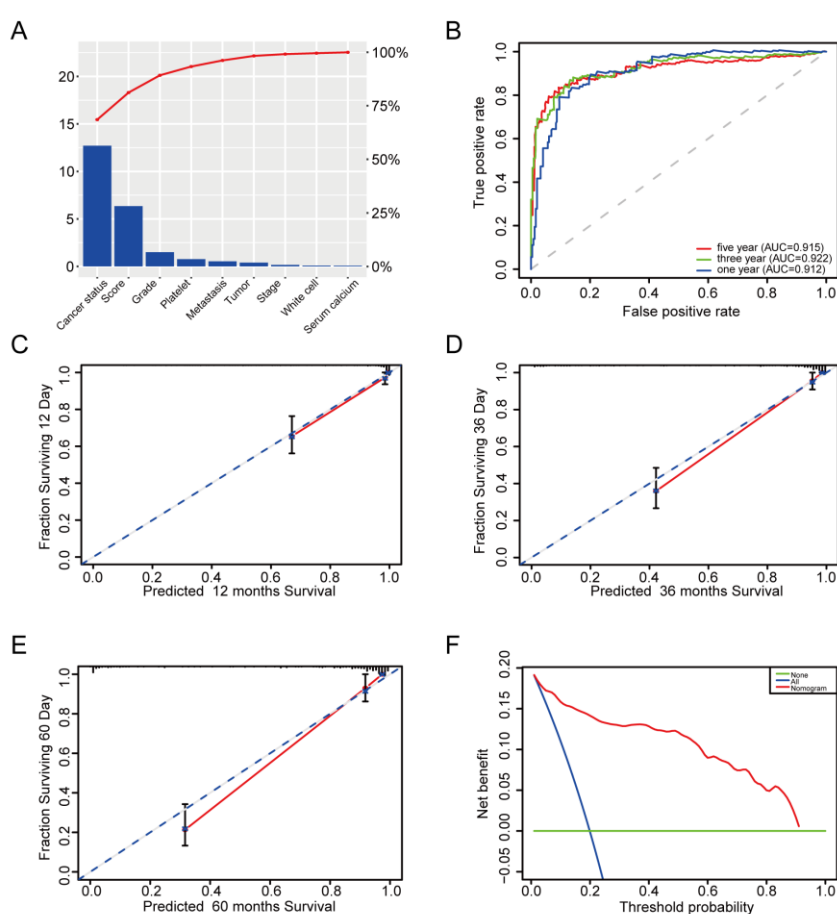 A
20
15
10
5
0
100%
75%
50%
25%
0%
Cancer status
Score
Grade
Platelet
Metastasis
Tumor
Stage
White cell
Serum calcium
B
True positive rate
1.0
0.8
0.6
0.4
0.2
0.0
five year (AUC=0.915)
three year (AUC=0.922)
one year (AUC=0.912)
0.0 0.2 0.4 0.6 0.8 1.0
False positive rate
C
Fraction Surviving 12 Day
1.0
0.8
0.6
0.4
0.2
0.0
0.0 0.2 0.4 0.6 0.8 1.0
Predicted 12 months Survival
D
Fraction Surviving 36 Day
1.0
0.8
0.6
0.4
0.2
0.0
0.0 0.2 0.4 0.6 0.8 1.0
Predicted 36 months Survival
E
Fraction Surviving 60 Day
1.0
0.8
0.6
0.4
0.2
0.0
0.0 0.2 0.4 0.6 0.8 1.0
Predicted 60 months Survival
F
Net benefit
0.20
0.15
0.10
0.05
0.00
−0.05
None
All
Nomogram
0.0 0.2 0.4 0.6 0.8 1.0
Threshold probability